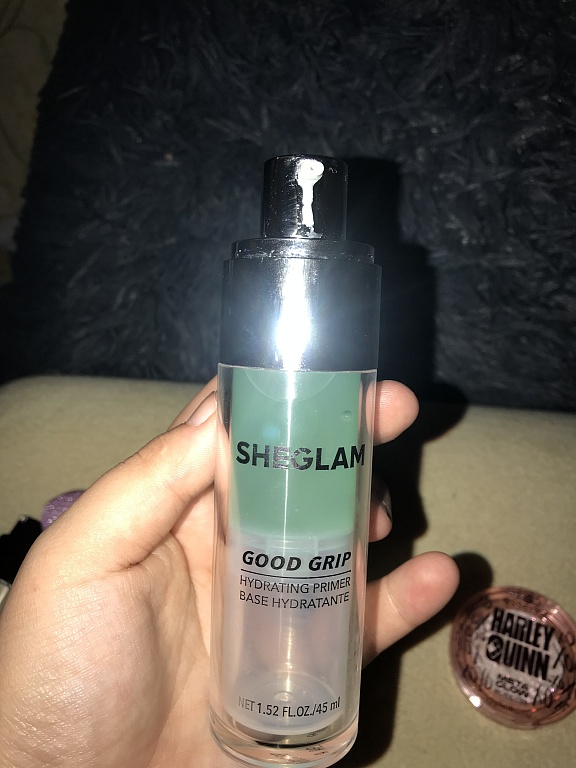 SHEGLAM
GOOD GRIP
HYDRATING PRIMER
BASE HYDRATANTE
NET 1.52 FL.OZ./45 ml
HARLEY
QUINN